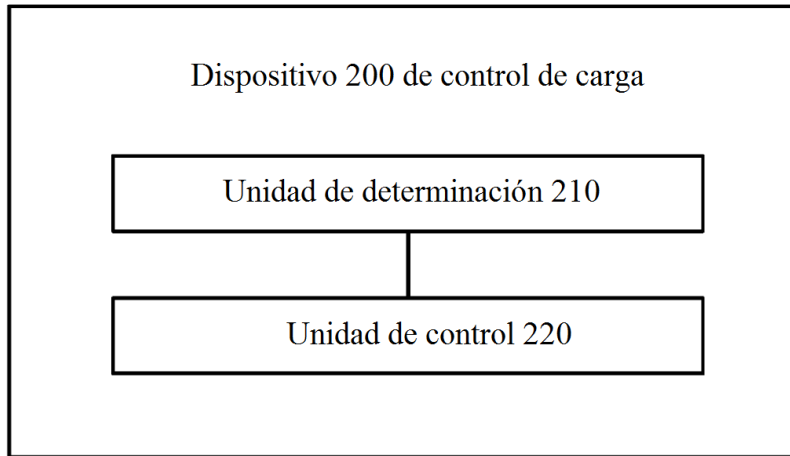 Dispositivo 200 de control de carga
Unidad de determinación 210
Unidad de control 220